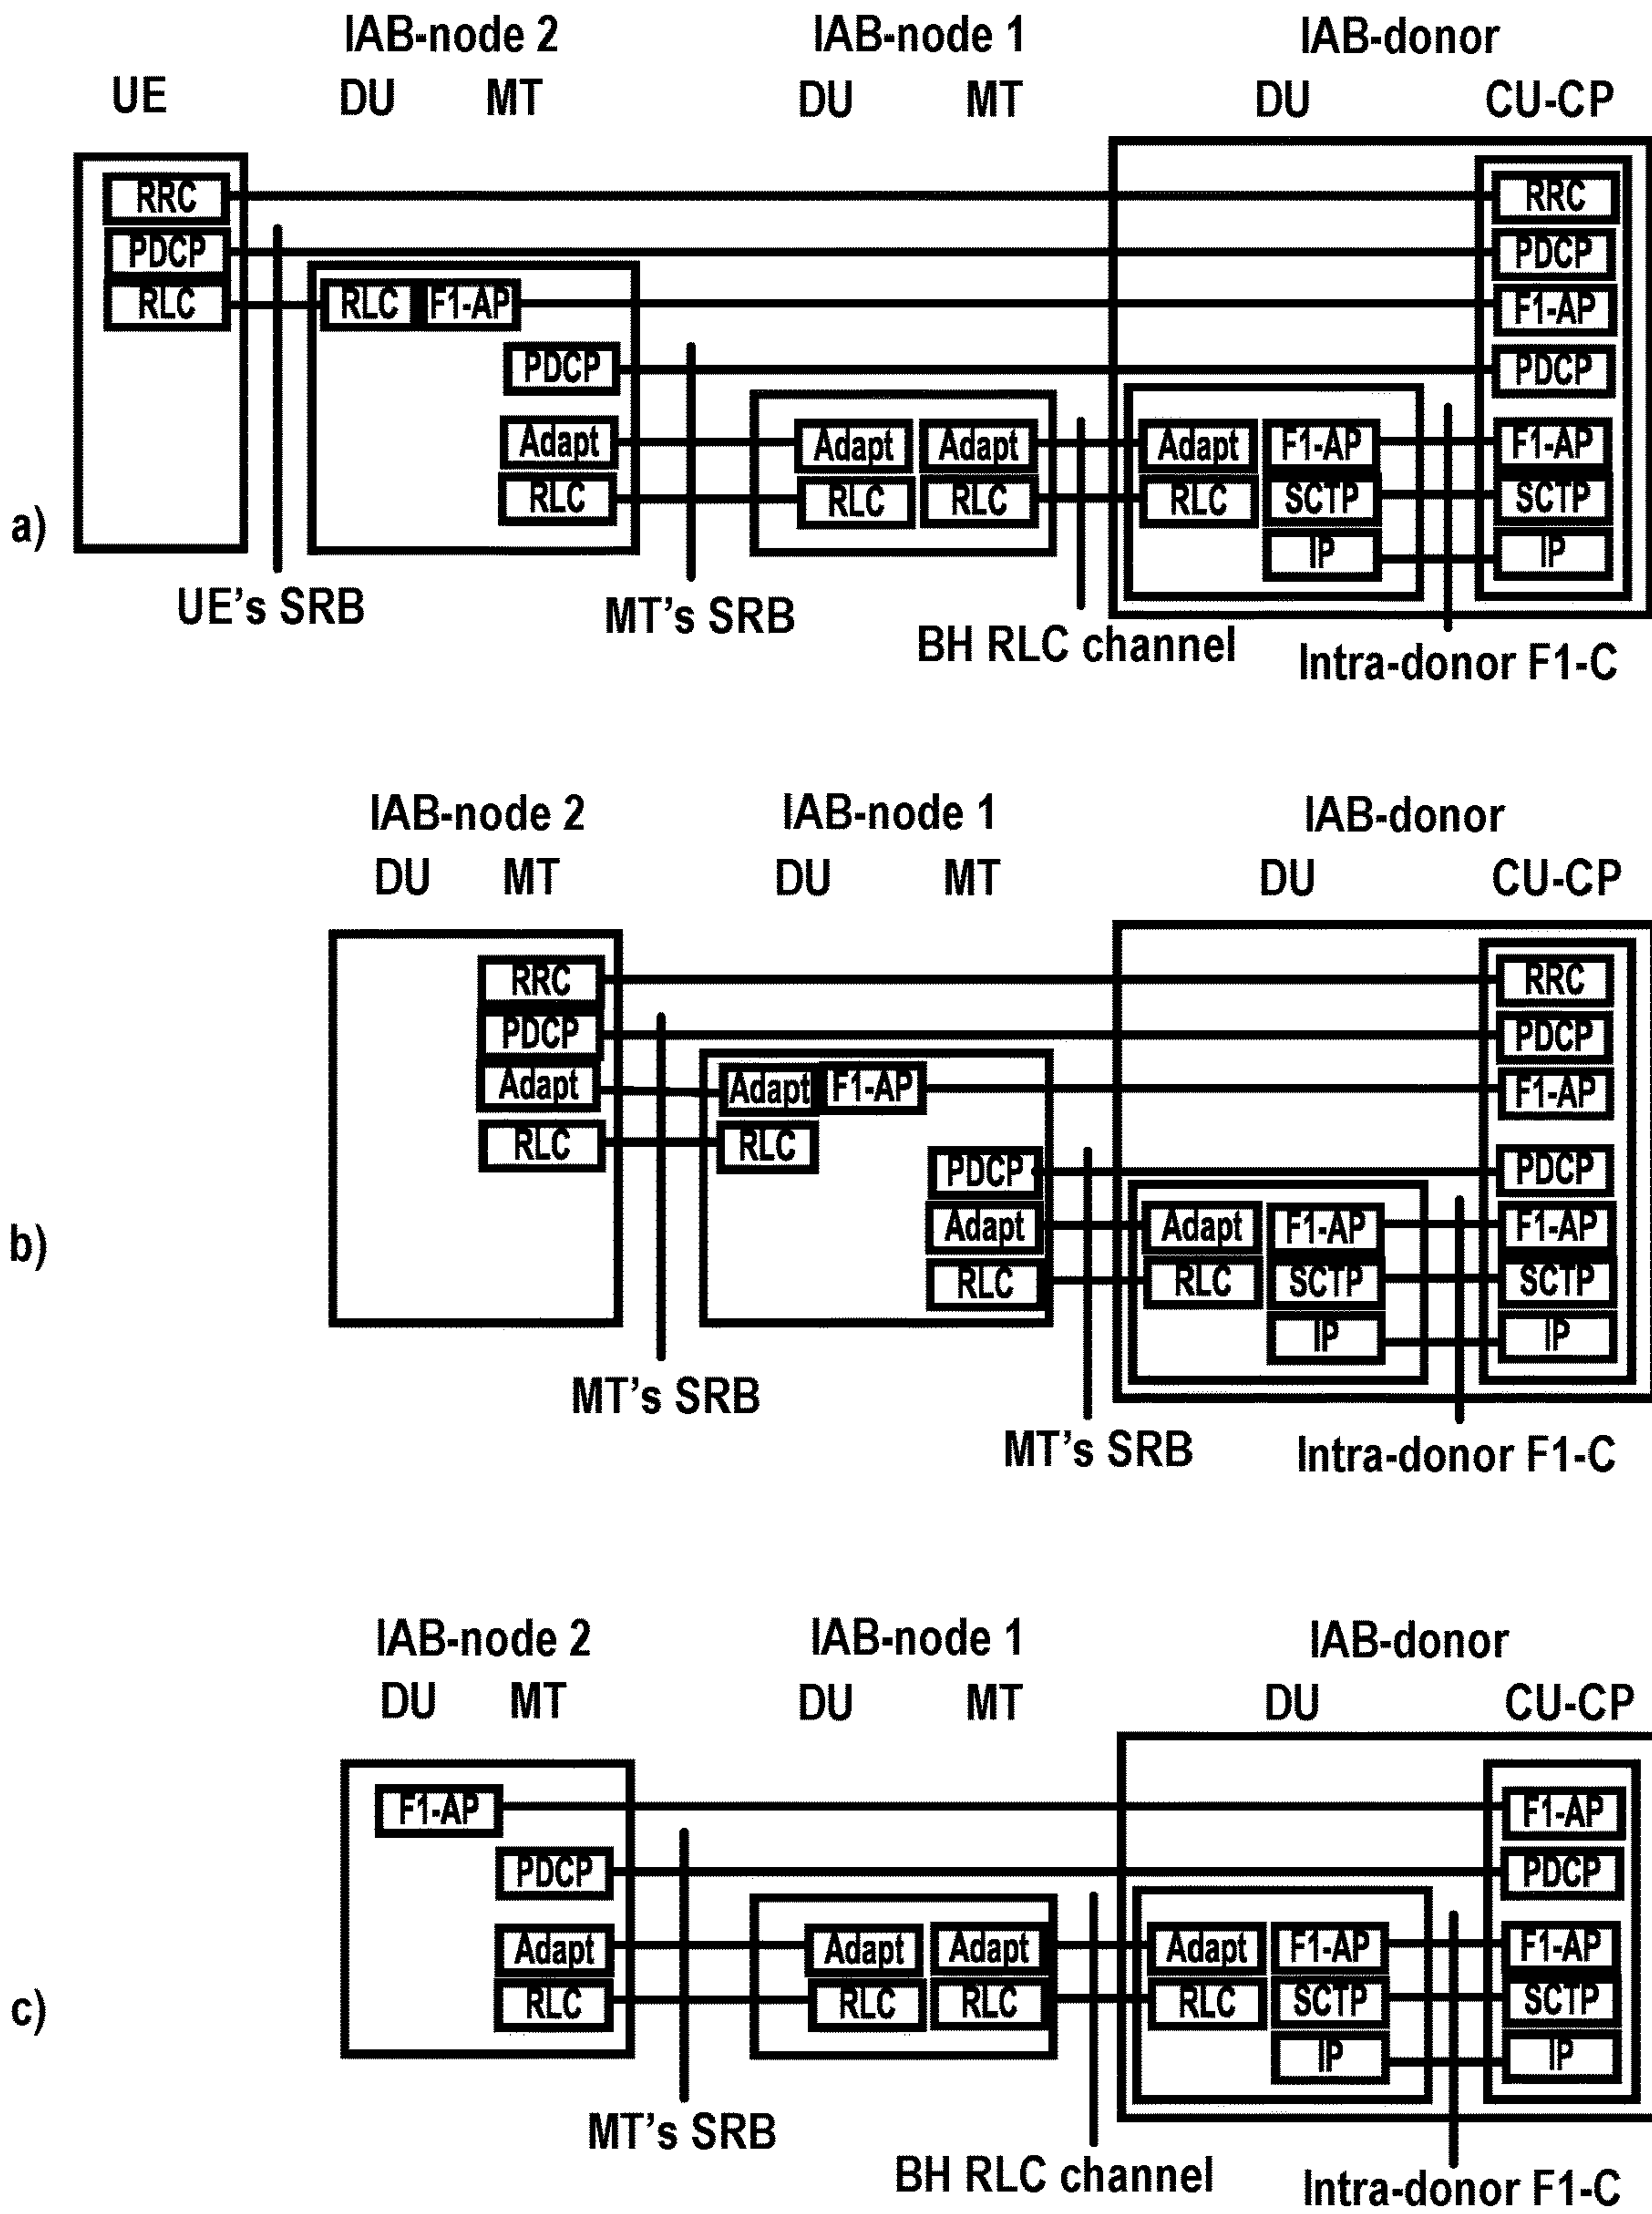 IAB-node 2 IAB-node 1 IAB-donor
UE DU MT DU MT DU CU-CP
RRC RRC
PDCP PDCP
RLC RLC F1-AP F1-AP
PDCP PDCP
Adapt Adapt Adapt Adapt F1-AP F1-AP
RLC RLC RLC RLC SCTP SCTP
a)
IP IP
UE's SRB MT's SRB BH RLC channel Intra-donor F1-C
IAB-node 2 IAB-node 1 IAB-donor
DU MT DU MT DU CU-CP
RRC RRC
PDCP PDCP
Adapt Adapt F1-AP F1-AP
RLC RLC
PDCP PDCP
Adapt Adapt F1-AP F1-AP
b)
RLC RLC SCTP SCTP
IP IP
MT's SRB MT's SRB Intra-donor F1-C
IAB-node 2 IAB-node 1 IAB-donor
DU MT DU MT DU CU-CP
F1-AP F1-AP
PDCP PDCP
Adapt Adapt Adapt Adapt F1-AP F1-AP
RLC RLC RLC RLC SCTP SCTP
c)
IP IP
MT's SRB BH RLC channel Intra-donor F1-C